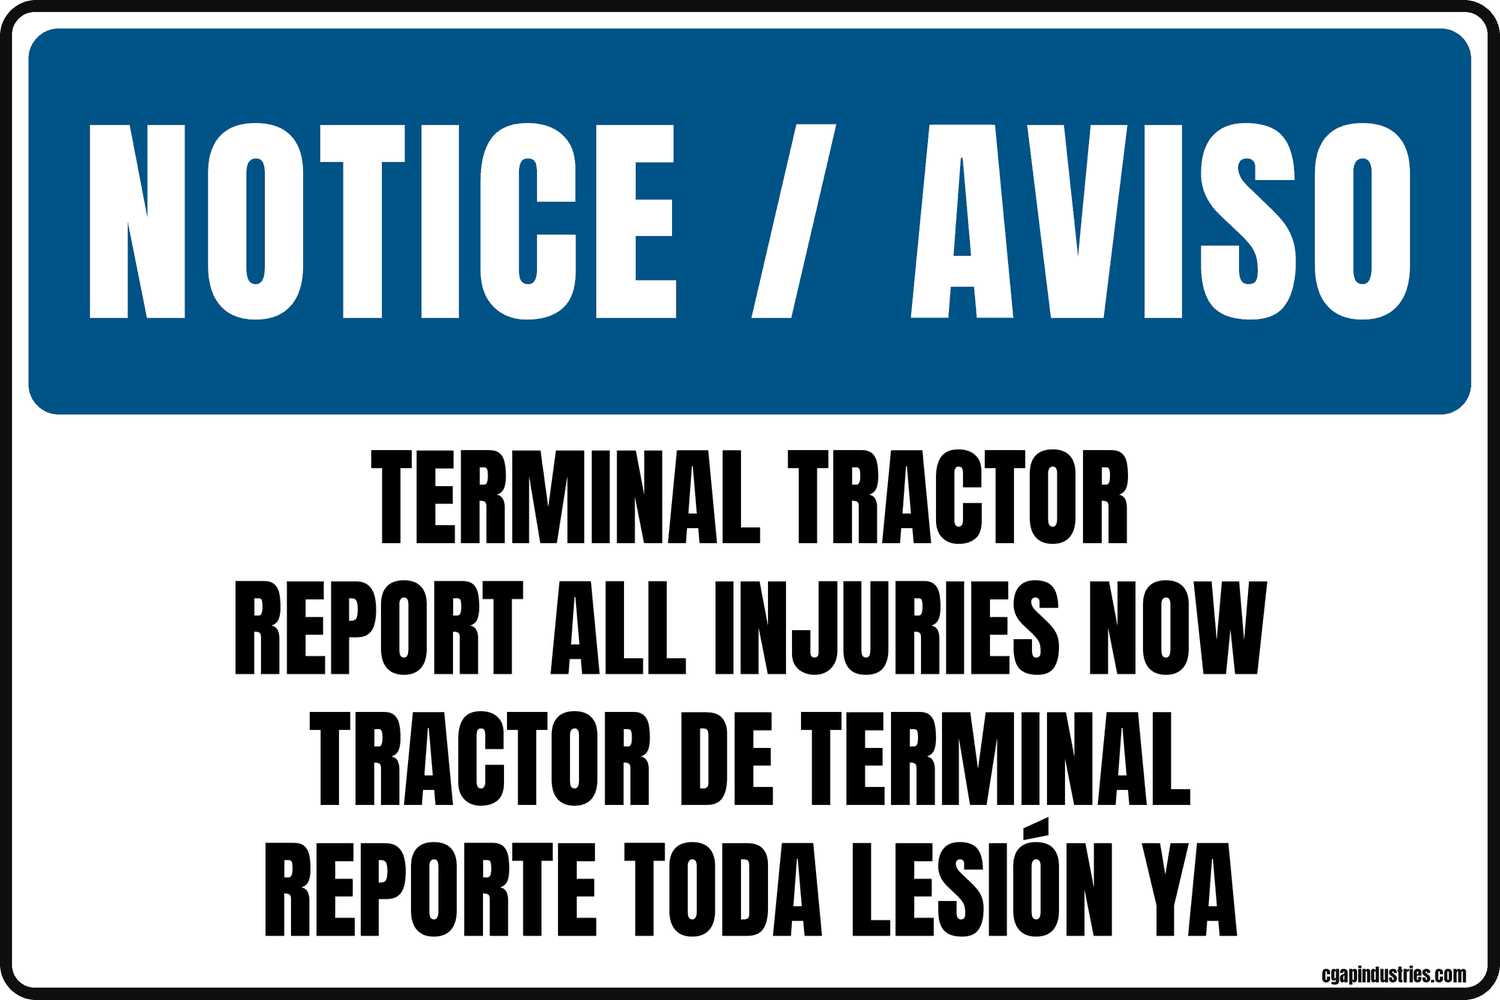 NOTICE / AVISO
TERMINAL TRACTOR
REPORT ALL INJURIES NOW
TRACTOR DE TERMINAL
REPORTE TODA LESIÓN YA
cgapindustries.com